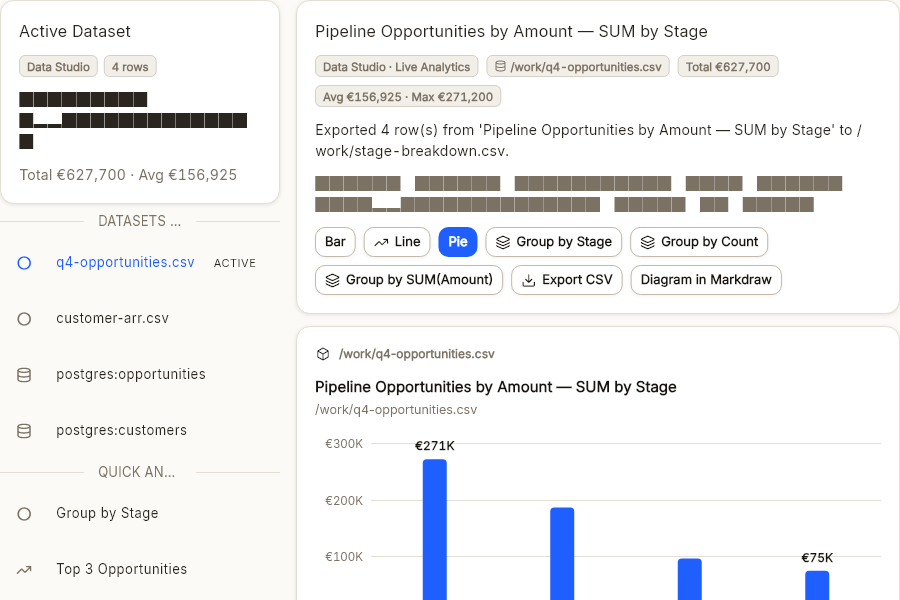 Active Dataset
Data Studio
4 rows
Total €627,700 · Avg €156,925
DATASETS ...
q4-opportunities.csv
ACTIVE
customer-arr.csv
postgres:opportunities
postgres:customers
QUICK AN...
Group by Stage
Top 3 Opportunities
Pipeline Opportunities by Amount — SUM by Stage
Data Studio · Live Analytics
/work/q4-opportunities.csv
Total €627,700
Avg €156,925 · Max €271,200
Exported 4 row(s) from 'Pipeline Opportunities by Amount — SUM by Stage' to /
work/stage-breakdown.csv.
Bar
Line
Pie
Group by Stage
Group by Count
Group by SUM(Amount)
Export CSV
Diagram in Markdraw
/work/q4-opportunities.csv
Pipeline Opportunities by Amount — SUM by Stage
/work/q4-opportunities.csv
€300K
€271K
€200K
€100K
€75K